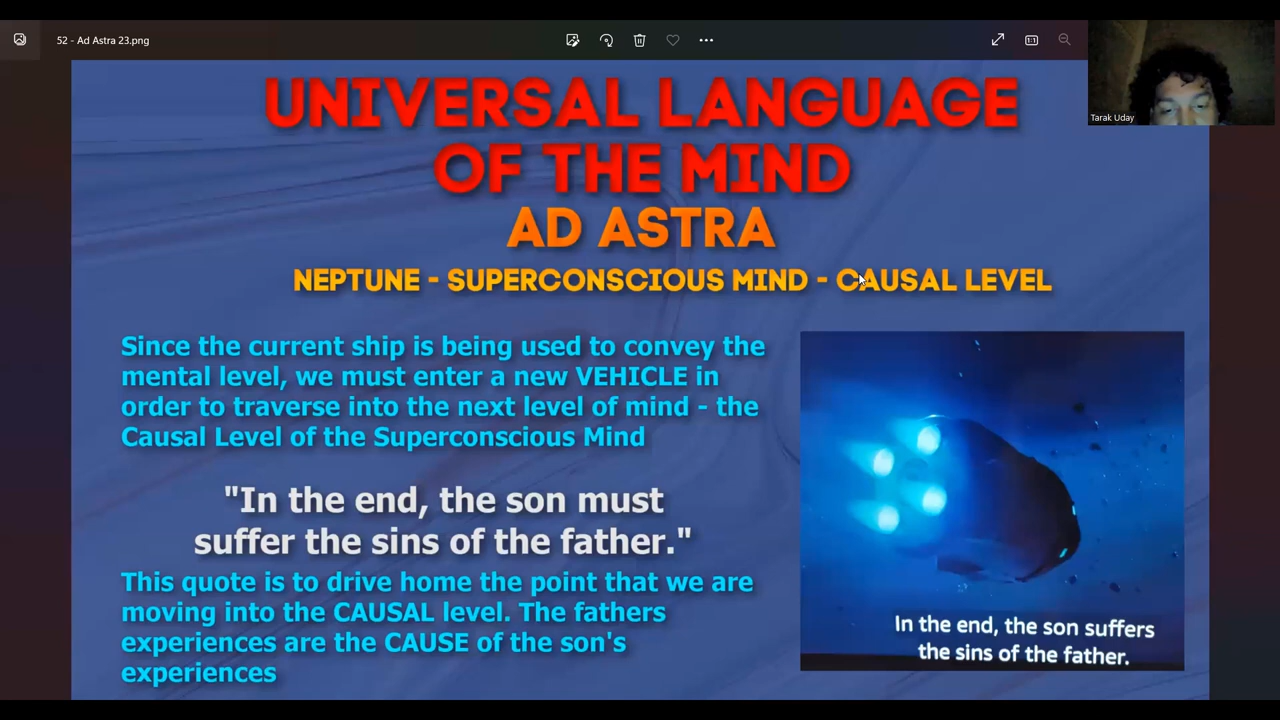 52 - Ad Astra 23.png
1:1
Tarak Uday
UNIVERSAL LANGUAGE
OF THE MIND
AD ASTRA
NEPTUNE - SUPERCONSCIOUS MIND - CAUSAL LEVEL
Since the current ship is being used to convey the
mental level, we must enter a new VEHICLE in
order to traverse into the next level of mind - the
Causal Level of the Superconscious Mind
"In the end, the son must
suffer the sins of the father."
This quote is to drive home the point that we are
moving into the CAUSAL level. The fathers
experiences are the CAUSE of the son's
experiences
In the end, the son suffers
the sins of the father.